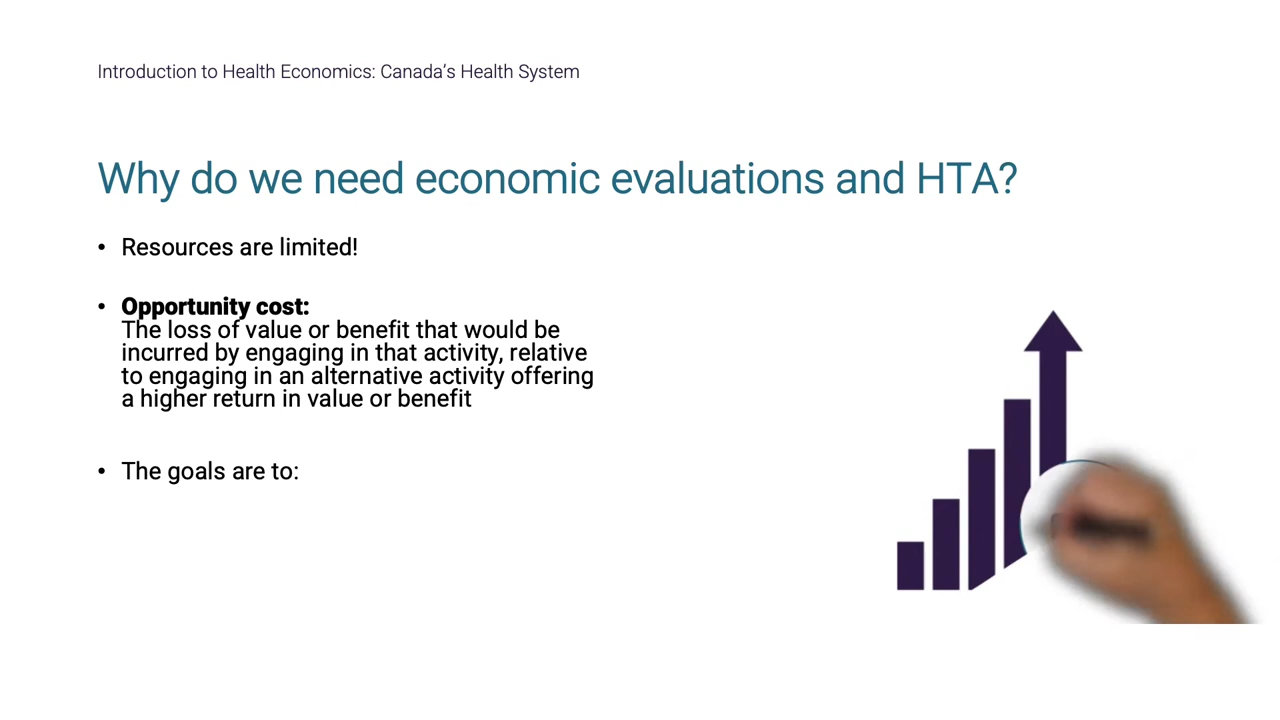 Introduction to Health Economics: Canada's Health System
Why do we need economic evaluations and HTA?
• Resources are limited!
• Opportunity cost:
The loss of value or benefit that would be
incurred by engaging in that activity, relative
to engaging in an alternative activity offering
a higher return in value or benefit
• The goals are to: